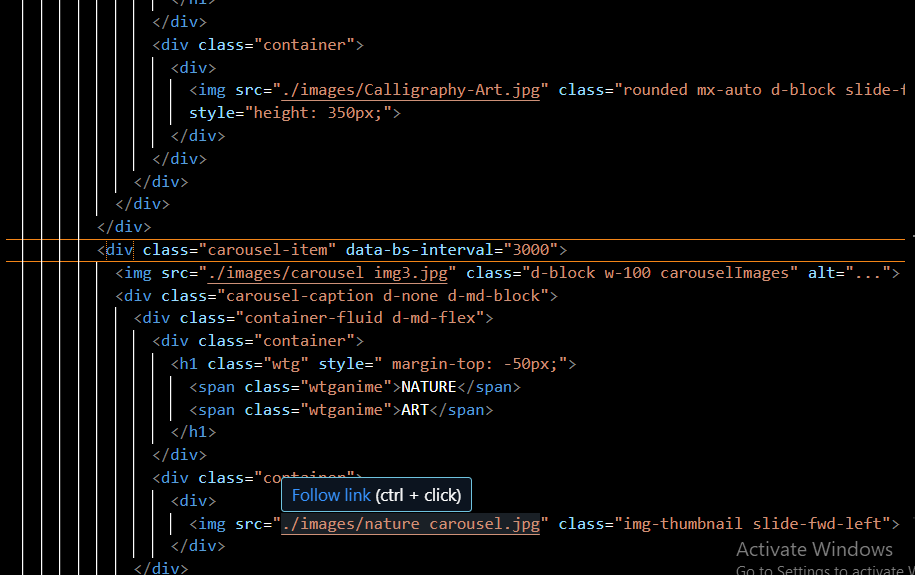 </div>
<div class="container">
<div>
<img src="./images/Calligraphy-Art.jpg" class="rounded mx-auto d-block slide-f
style="height: 350px;">
</div>
</div>
</div>
</div>
</div>
<div class="carousel-item" data-bs-interval="3000">
<img src="./images/carousel img3.jpg" class="d-block w-100 carouselImages" alt="...">
<div class="carousel-caption d-none d-md-block">
<div class="container-fluid d-md-flex">
<div class="container">
<h1 class="wtg" style=" margin-top: -50px;">
<span class="wtganime">NATURE</span>
<span class="wtganime">ART</span>
</h1>
</div>
<div class="container">
Follow link (ctrl + click)
<div>
<img src="./images/nature carousel.jpg" class="img-thumbnail slide-fwd-left">
</div>
Activate Windows
</div>
Go to Settings to activate W